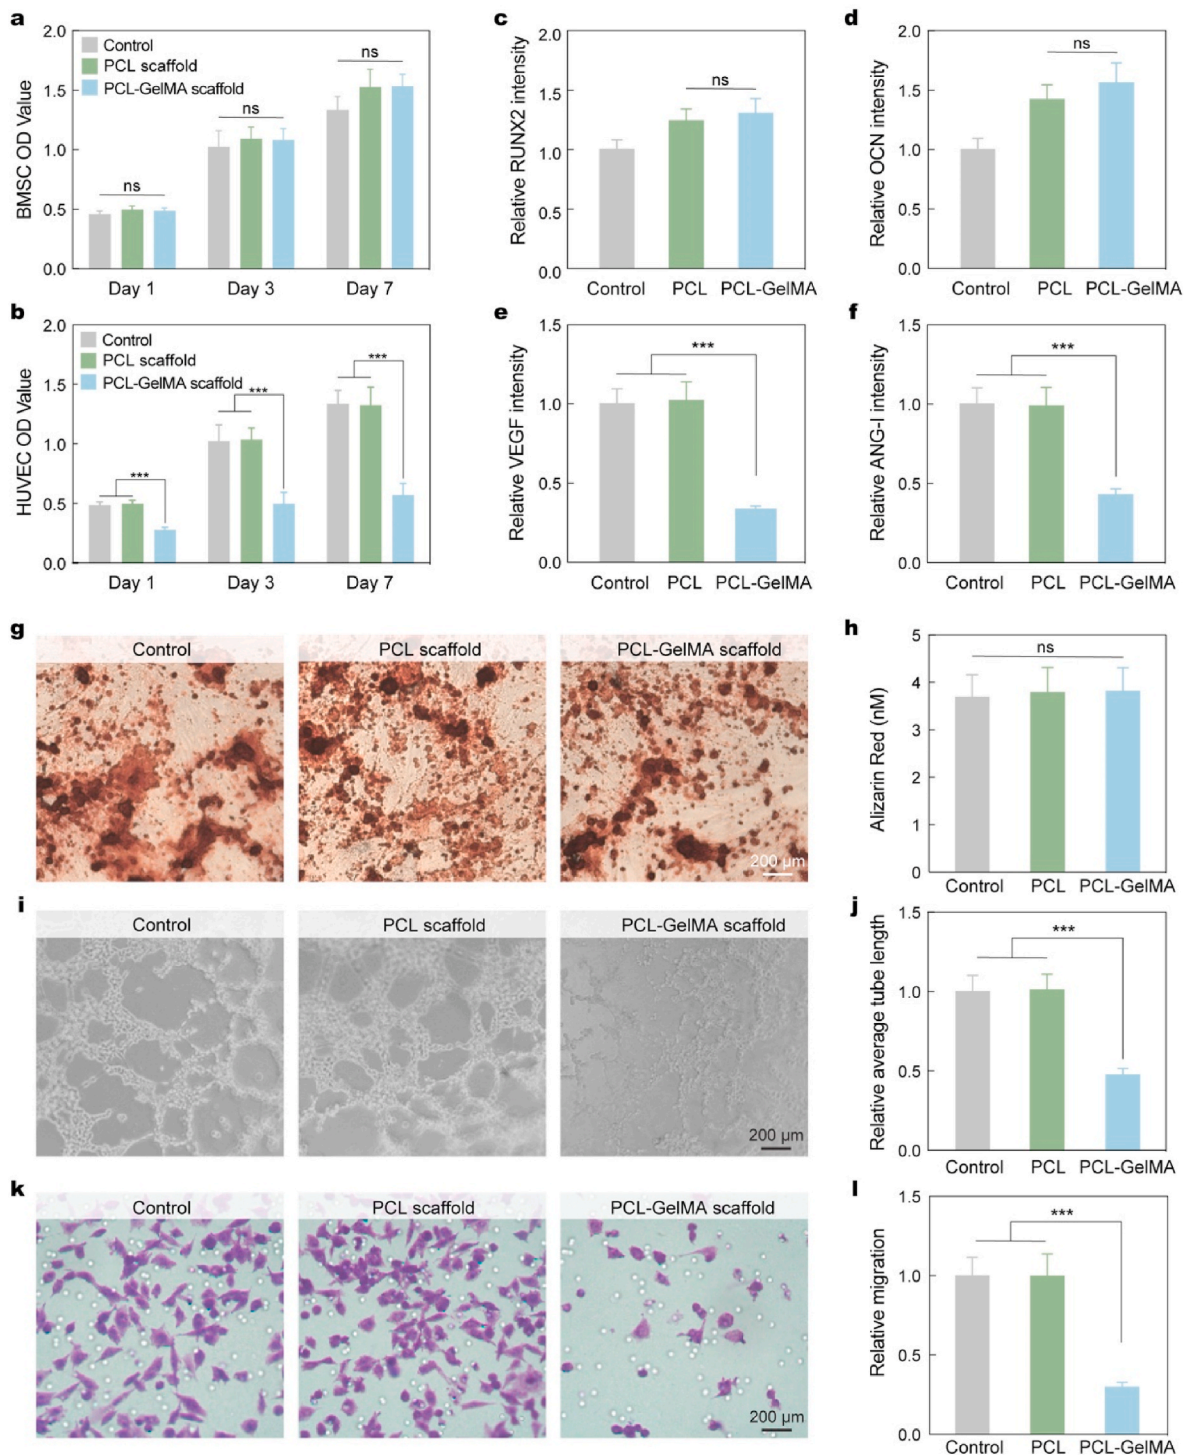 a
2.0
1.5
1.0
0.5
0.0
BMSC OD Value
Control
PCL scaffold
PCL-GelMA scaffold
ns
ns
ns
Day 1
Day 3
Day 7
c
2.0
1.5
1.0
0.5
0.0
Relative RUNX2 intensity
ns
Control
PCL
PCL-GelMA
d
2.0
1.5
1.0
0.5
0.0
Relative OCN intensity
ns
Control
PCL
PCL-GelMA
b
2.0
1.5
1.0
0.5
0.0
HUVEC OD Value
Control
PCL scaffold
PCL-GelMA scaffold
***
***
***
Day 1
Day 3
Day 7
e
1.5
1.0
0.5
0.0
Relative VEGF intensity
***
Control
PCL
PCL-GelMA
f
1.5
1.0
0.5
0.0
Relative ANG-I intensity
***
Control
PCL
PCL-GelMA
g
Control
PCL scaffold
PCL-GelMA scaffold
200 μm
h
5
4
3
2
1
0
Alizarin Red (nM)
ns
Control
PCL
PCL-GelMA
i
Control
PCL scaffold
PCL-GelMA scaffold
200 μm
j
1.5
1.0
0.5
0.0
Relative average tube length
***
Control
PCL
PCL-GelMA
k
Control
PCL scaffold
PCL-GelMA scaffold
200 μm
l
1.5
1.0
0.5
0.0
Relative migration
***
Control
PCL
PCL-GelMA